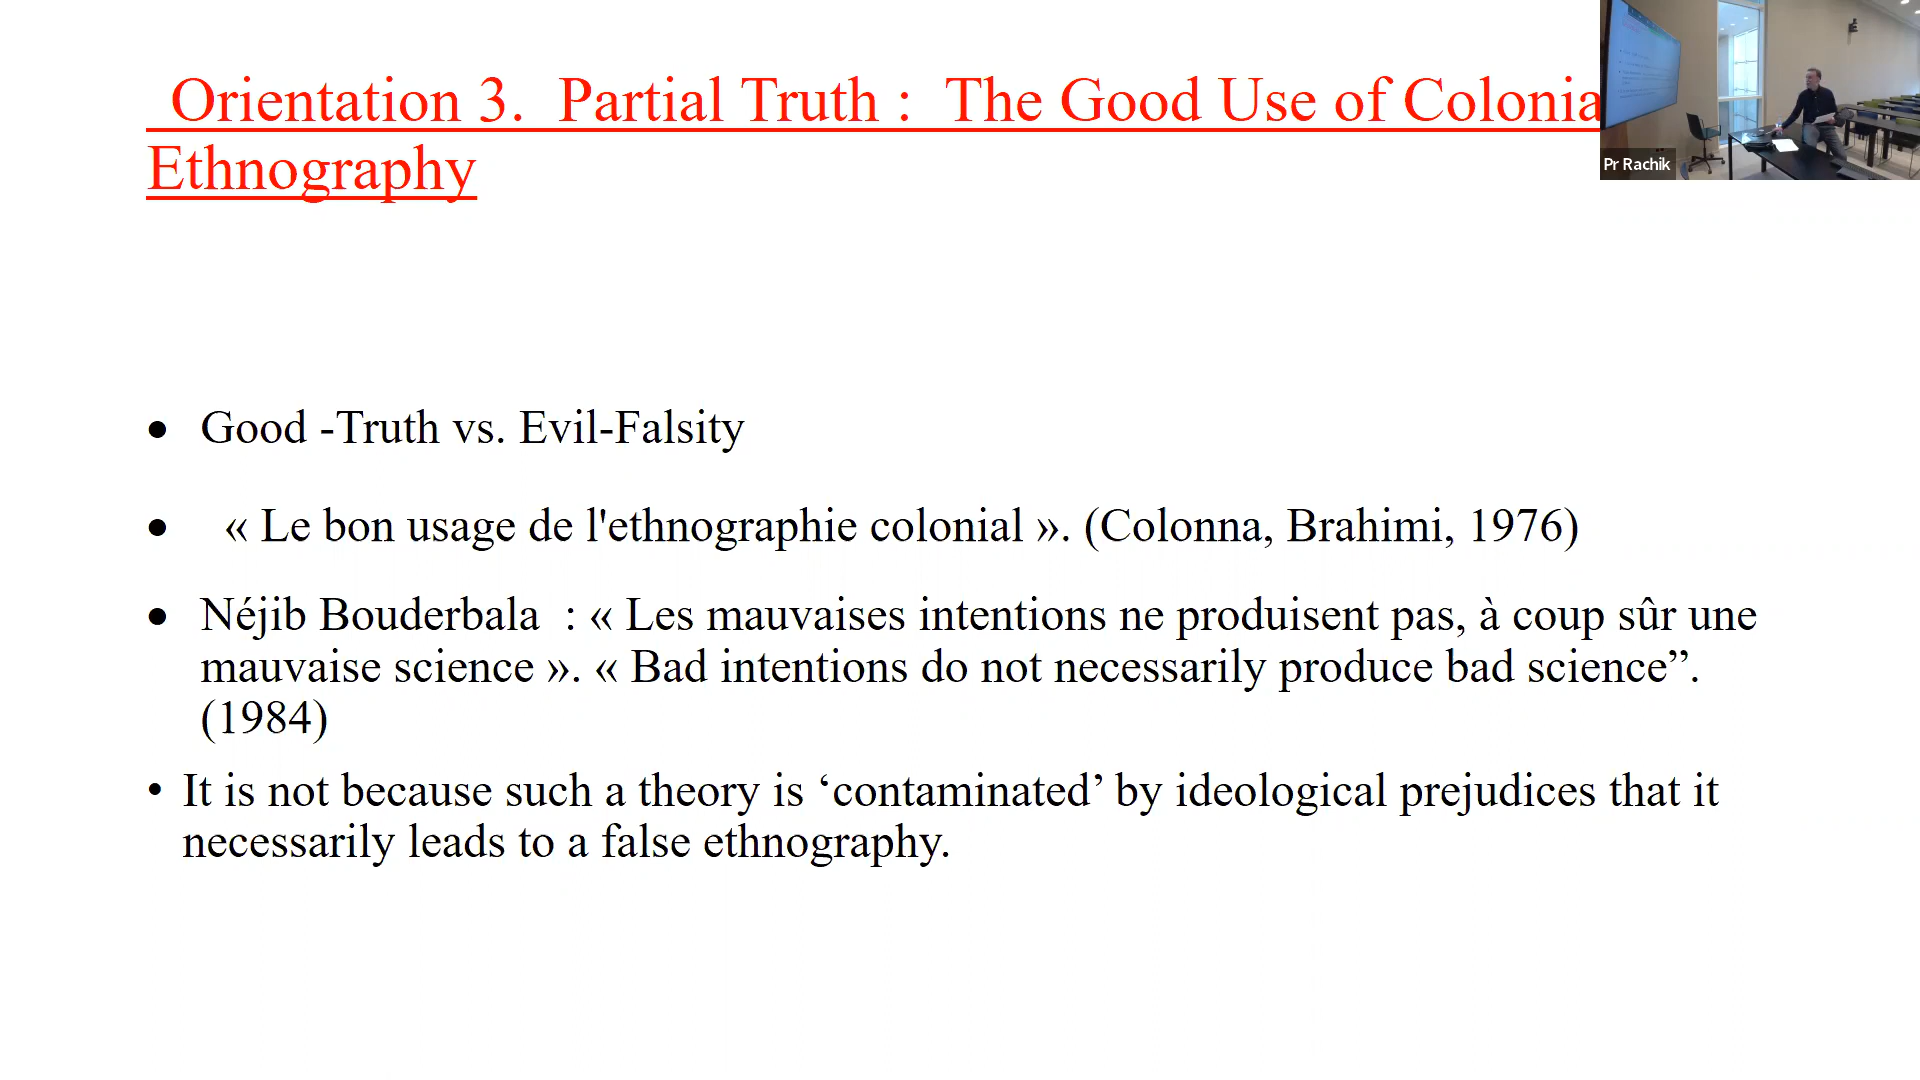 Orientation 3. Partial Truth : The Good Use of Colonia
Ethnography
Pr Rachik
• Good -Truth vs. Evil-Falsity
• « Le bon usage de l'ethnographie colonial ». (Colonna, Brahimi, 1976)
• Néjib Bouderbala : « Les mauvaises intentions ne produisent pas, à coup sûr une
mauvaise science ». « Bad intentions do not necessarily produce bad science”.
(1984)
• It is not because such a theory is ‘contaminated’ by ideological prejudices that it
necessarily leads to a false ethnography.